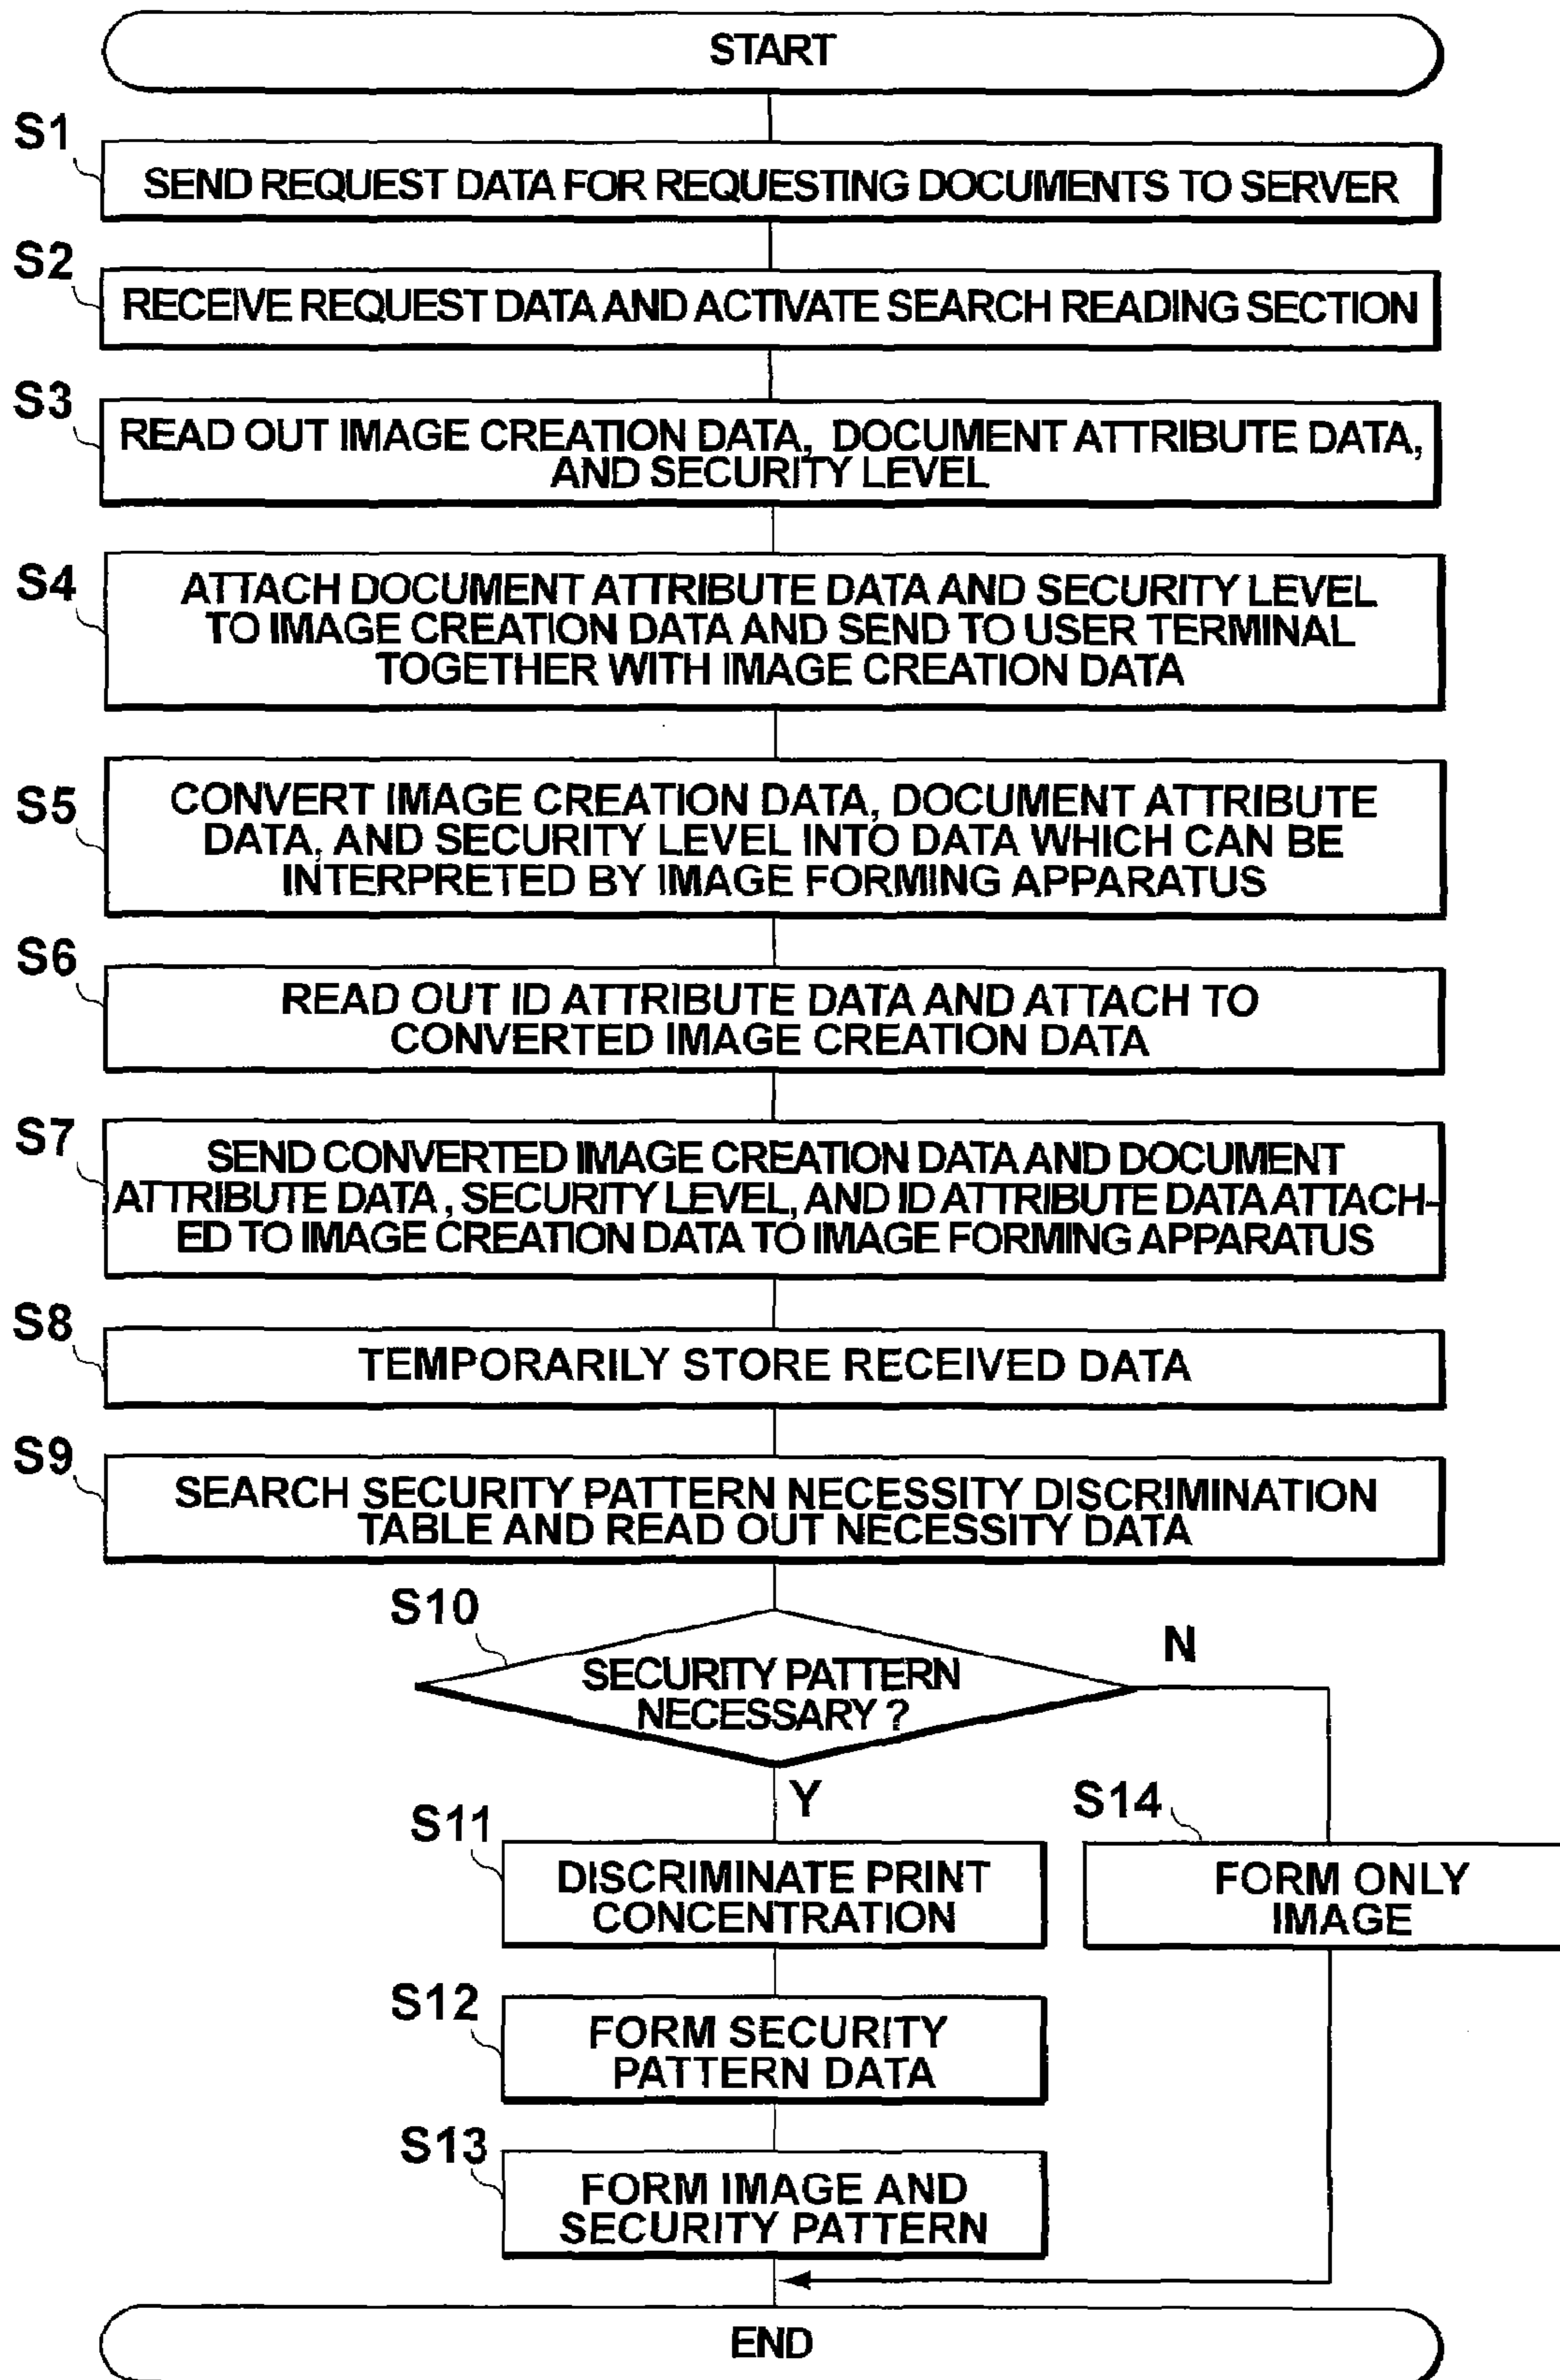 START
S1
SEND REQUEST DATA FOR REQUESTING DOCUMENTS TO SERVER
S2
RECEIVE REQUEST DATA AND ACTIVATE SEARCH READING SECTION
S3
READ OUT IMAGE CREATION DATA, DOCUMENT ATTRIBUTE DATA,
AND SECURITY LEVEL
S4
ATTACH DOCUMENT ATTRIBUTE DATA AND SECURITY LEVEL
TO IMAGE CREATION DATA AND SEND TO USER TERMINAL
TOGETHER WITH IMAGE CREATION DATA
S5
CONVERT IMAGE CREATION DATA, DOCUMENT ATTRIBUTE
DATA, AND SECURITY LEVEL INTO DATA WHICH CAN BE
INTERPRETED BY IMAGE FORMING APPARATUS
S6
READ OUT ID ATTRIBUTE DATA AND ATTACH TO
CONVERTED IMAGE CREATION DATA
S7
SEND CONVERTED IMAGE CREATION DATA AND DOCUMENT
ATTRIBUTE DATA, SECURITY LEVEL, AND ID ATTRIBUTE DATA ATTACH-
ED TO IMAGE CREATION DATA TO IMAGE FORMING APPARATUS
S8
TEMPORARILY STORE RECEIVED DATA
S9
SEARCH SECURITY PATTERN NECESSITY DISCRIMINATION
TABLE AND READ OUT NECESSITY DATA
S10
SECURITY PATTERN
NECESSARY ?
N
Y
S11
DISCRIMINATE PRINT
CONCENTRATION
S14
FORM ONLY
IMAGE
S12
FORM SECURITY
PATTERN DATA
S13
FORM IMAGE AND
SECURITY PATTERN
END